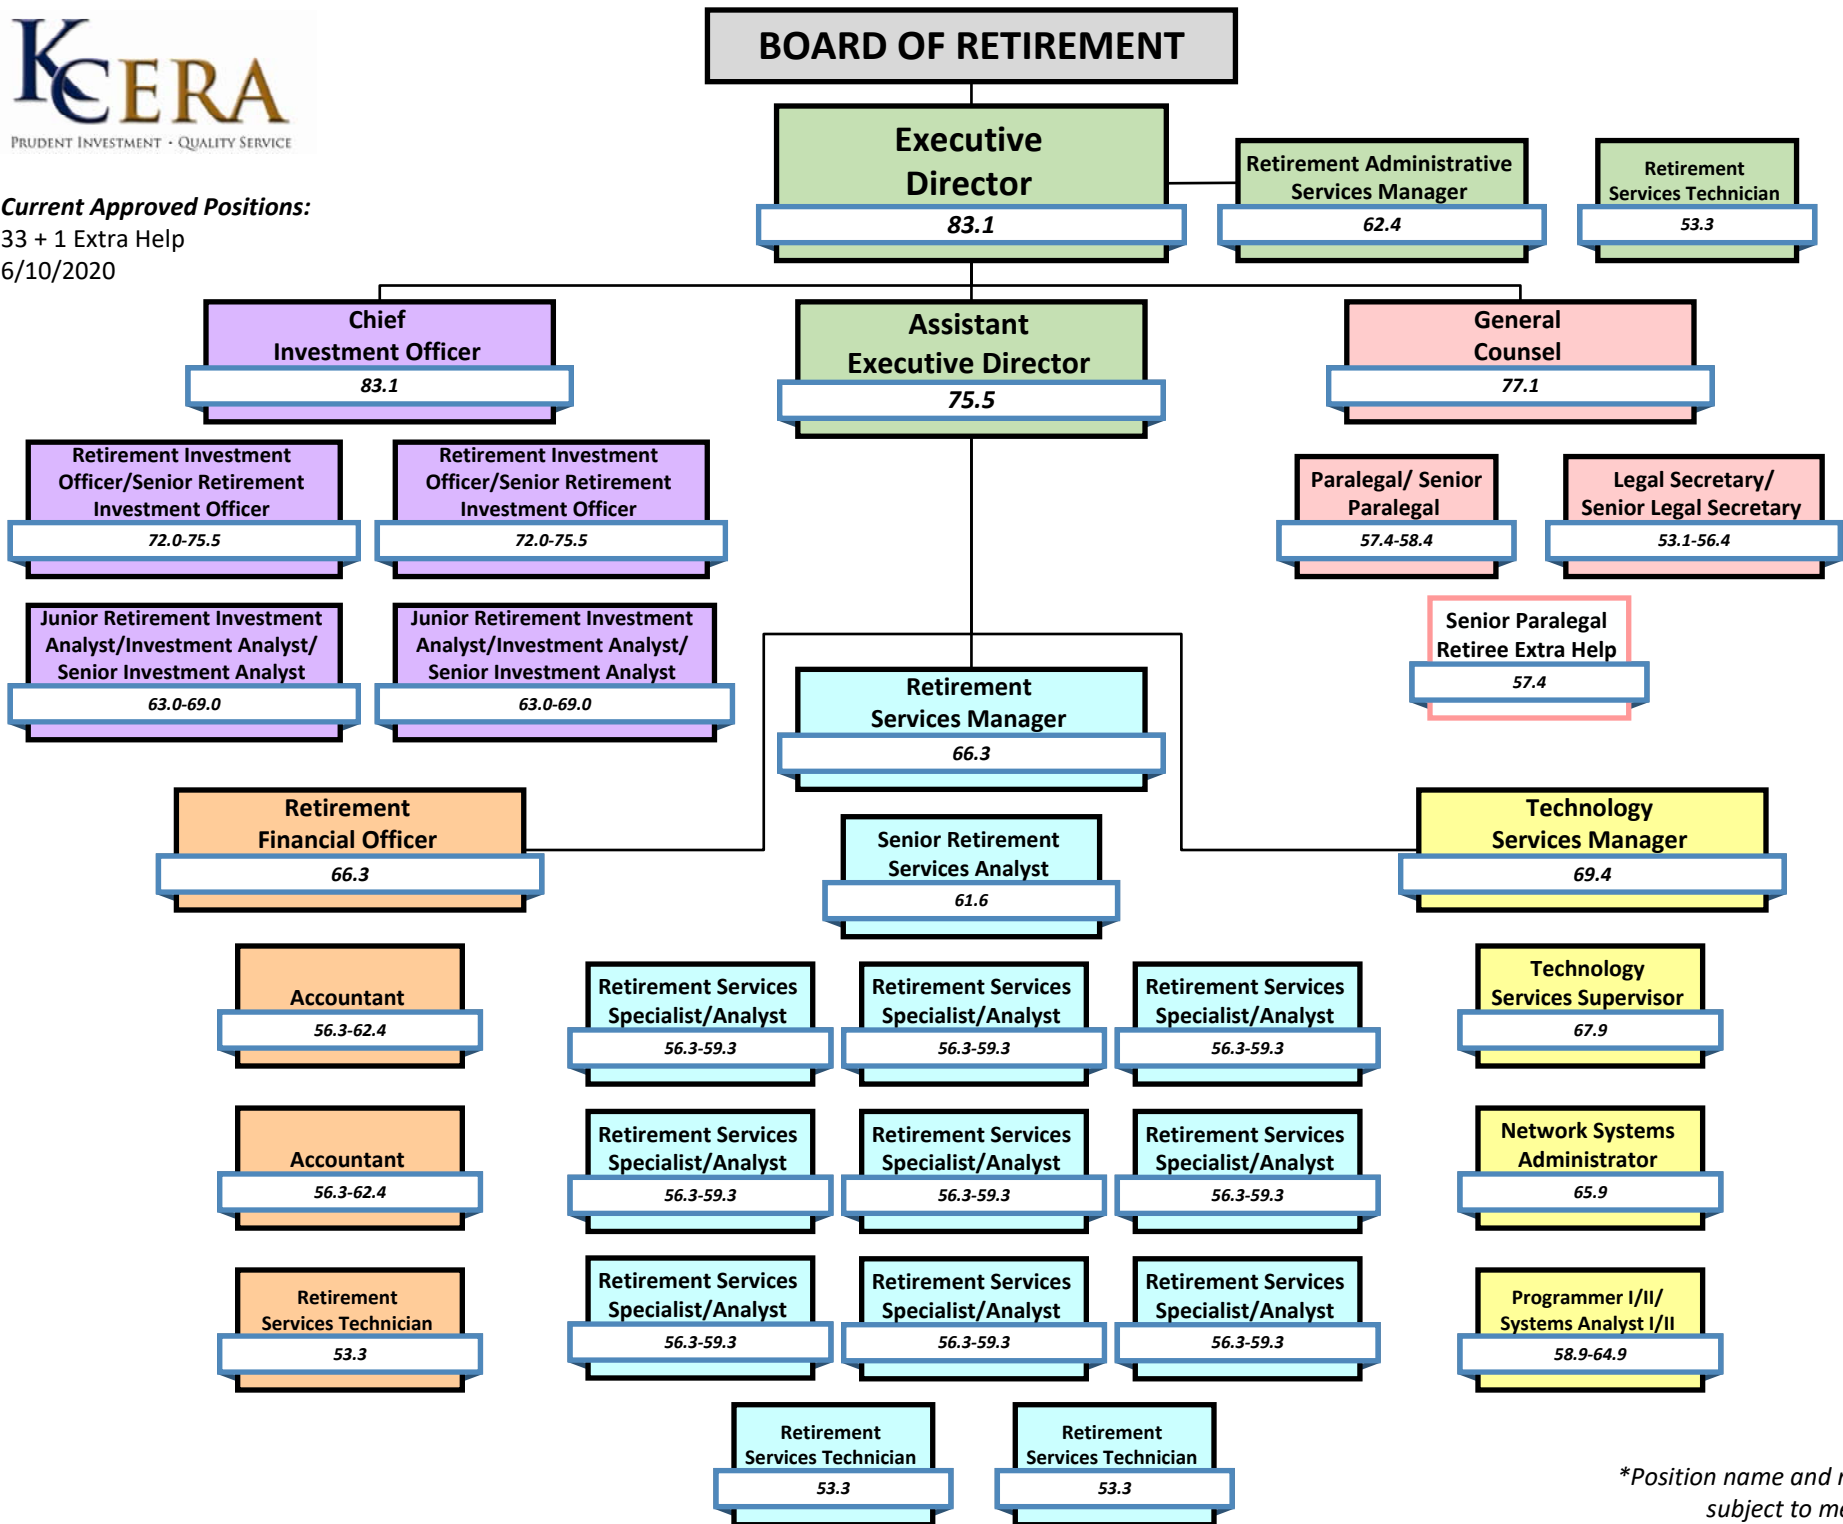 KCERA
PRUDENT INVESTMENT · QUALITY SERVICE
Current Approved Positions:
33 + 1 Extra Help
6/10/2020
BOARD OF RETIREMENT
Executive
Director
83.1
Retirement Administrative
Services Manager
62.4
Retirement
Services Technician
53.3
Chief
Investment Officer
83.1
Assistant
Executive Director
75.5
General
Counsel
77.1
Retirement Investment
Officer/Senior Retirement
Investment Officer
72.0-75.5
Retirement Investment
Officer/Senior Retirement
Investment Officer
72.0-75.5
Paralegal/ Senior
Paralegal
57.4-58.4
Legal Secretary/
Senior Legal Secretary
53.1-56.4
Junior Retirement Investment
Analyst/Investment Analyst/
Senior Investment Analyst
63.0-69.0
Junior Retirement Investment
Analyst/Investment Analyst/
Senior Investment Analyst
63.0-69.0
Senior Paralegal
Retiree Extra Help
57.4
Retirement
Services Manager
66.3
Retirement
Financial Officer
66.3
Senior Retirement
Services Analyst
61.6
Technology
Services Manager
69.4
Accountant
56.3-62.4
Retirement Services
Specialist/Analyst
56.3-59.3
Retirement Services
Specialist/Analyst
56.3-59.3
Retirement Services
Specialist/Analyst
56.3-59.3
Technology
Services Supervisor
67.9
Accountant
56.3-62.4
Retirement Services
Specialist/Analyst
56.3-59.3
Retirement Services
Specialist/Analyst
56.3-59.3
Retirement Services
Specialist/Analyst
56.3-59.3
Network Systems
Administrator
65.9
Retirement
Services Technician
53.3
Retirement Services
Specialist/Analyst
56.3-59.3
Retirement Services
Specialist/Analyst
56.3-59.3
Retirement Services
Specialist/Analyst
56.3-59.3
Programmer I/II/
Systems Analyst I/II
58.9-64.9
Retirement
Services Technician
53.3
Retirement
Services Technician
53.3
*Position name and
subject to